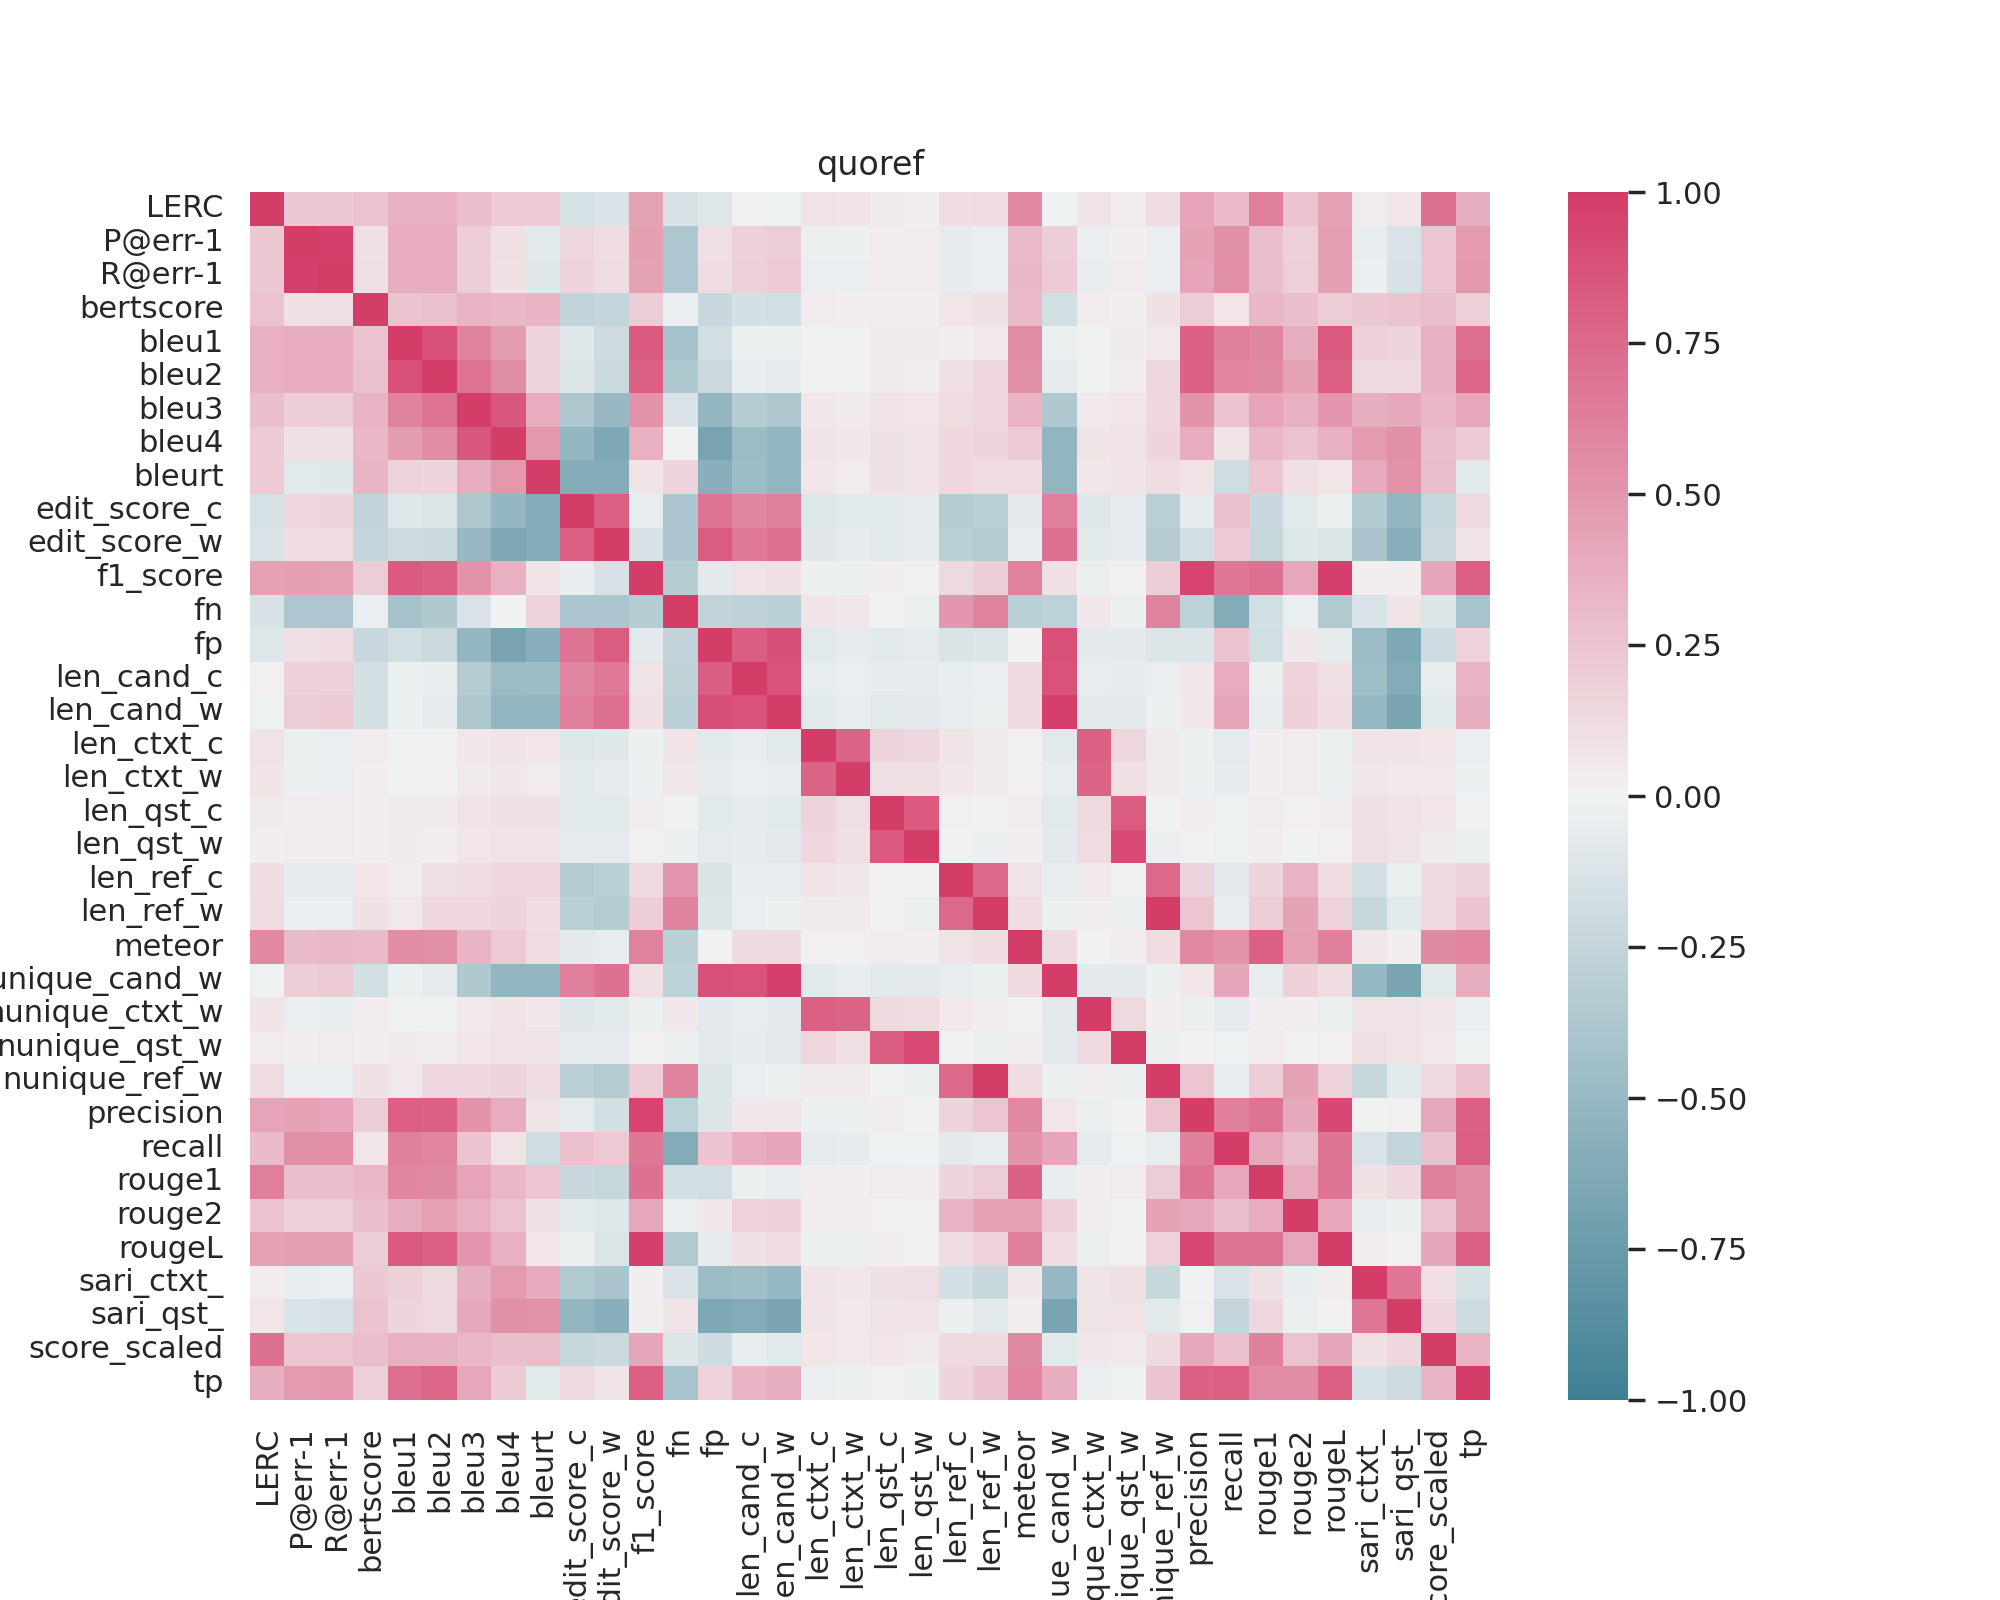 quoref
LERC
P@err-1
R@err-1
bertscore
bleu1
bleu2
bleu3
bleu4
bleurt
edit_score_c
edit_score_w
f1_score
fn
fp
len_cand_c
len_cand_w
len_ctxt_c
len_ctxt_w
len_qst_c
len_qst_w
len_ref_c
len_ref_w
meteor
unique_cand_w
nunique_ctxt_w
nunique_qst_w
nunique_ref_w
precision
recall
rouge1
rouge2
rougeL
sari_ctxt_
sari_qst_
score_scaled
tp
LERC
P@err-1
R@err-1
bertscore
bleu1
bleu2
bleu3
bleu4
bleurt
edit_score_c
dit_score_w
f1_score
fn
fp
len_cand_c
en_cand_w
len_ctxt_c
len_ctxt_w
len_qst_c
len_qst_w
len_ref_c
len_ref_w
meteor
ue_cand_w
que_ctxt_w
ique_qst_w
nique_ref_w
precision
recall
rouge1
rouge2
rougeL
sari_ctxt_
sari_qst_
core_scaled
tp
1.00
0.75
0.50
0.25
0.00
−0.25
−0.50
−0.75
−1.00